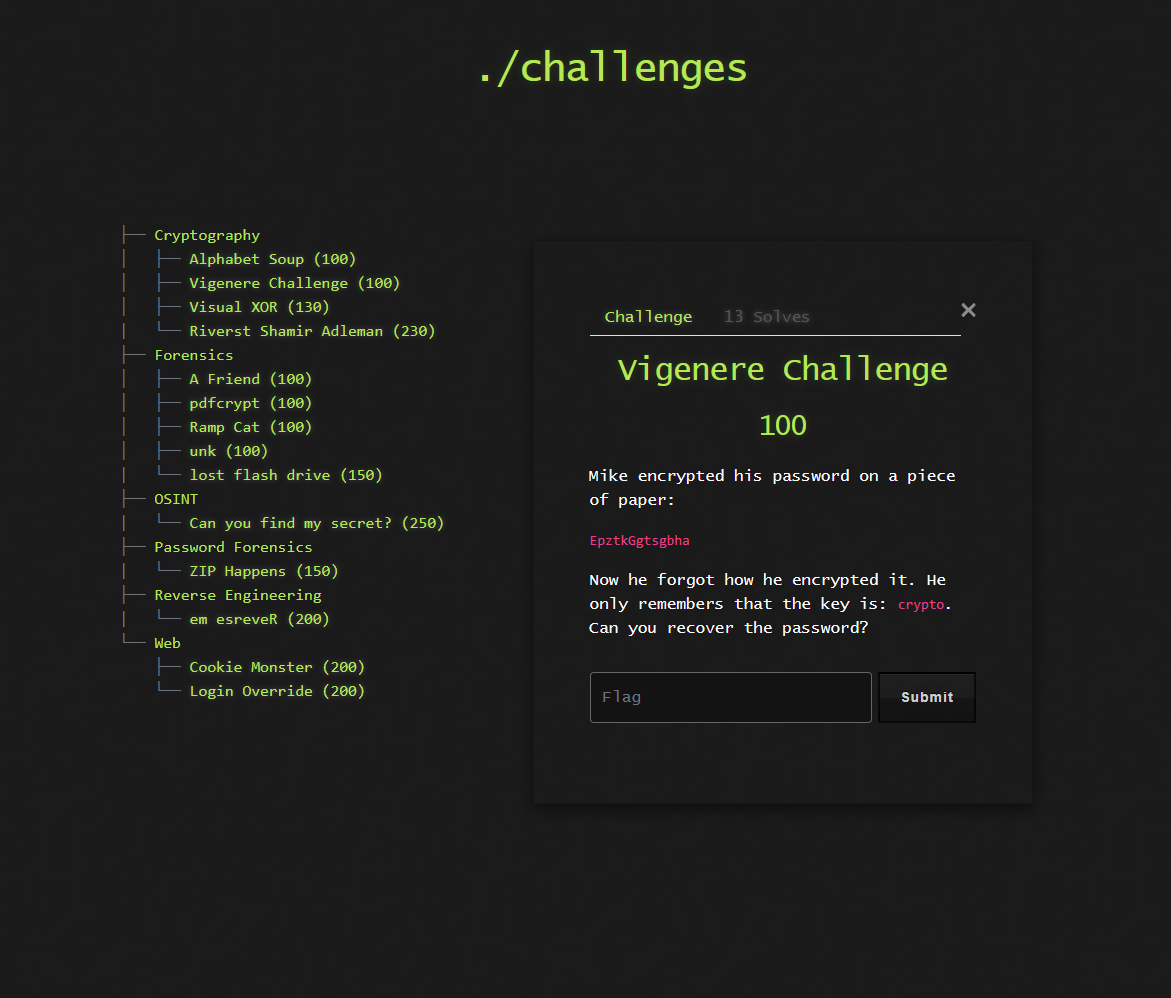 ./challenges
├── Cryptography
│   ├── Alphabet Soup (100)
│   ├── Vigenere Challenge (100)
│   ├── Visual XOR (130)
│   └── Riverst Shamir Adleman (230)
├── Forensics
│   ├── A Friend (100)
│   ├── pdfcrypt (100)
│   ├── Ramp Cat (100)
│   ├── unk (100)
│   └── lost flash drive (150)
├── OSINT
│   └── Can you find my secret? (250)
├── Password Forensics
│   └── ZIP Happens (150)
├── Reverse Engineering
│   └── em esreveR (200)
└── Web
    ├── Cookie Monster (200)
    └── Login Override (200)
Challenge 13 Solves ×
Vigenere Challenge
100
Mike encrypted his password on a piece
of paper:
EpztkGgtsgbha
Now he forgot how he encrypted it. He
only remembers that the key is: crypto.
Can you recover the password?
Flag Submit